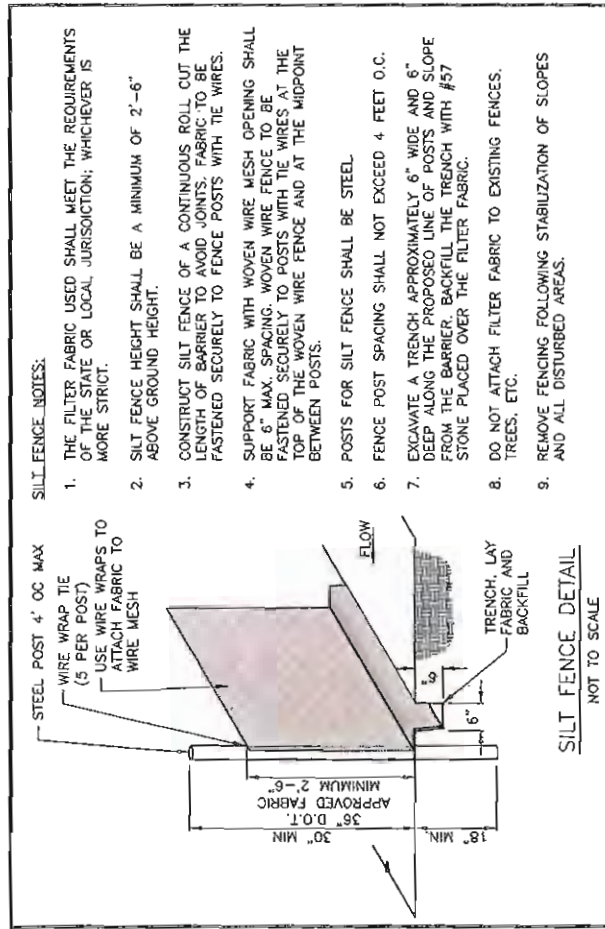 SILT FENCE NOTES:
1. THE FILTER FABRIC USED SHALL MEET THE REQUIREMENTS
OF THE STATE OR LOCAL JURISDICTION; WHICHEVER IS
MORE STRICT.
2. SILT FENCE HEIGHT SHALL BE A MINIMUM OF 2'-6"
ABOVE GROUND HEIGHT.
3. CONSTRUCT SILT FENCE OF A CONTINUOUS ROLL CUT THE
LENGTH OF BARRIER TO AVOID JOINTS. FABRIC TO BE
FASTENED SECURELY TO FENCE POSTS WITH TIE WIRES.
4. SUPPORT FABRIC WITH WOVEN WIRE MESH OPENING SHALL
BE 6" MAX. SPACING. WOVEN WIRE FENCE TO BE
FASTENED SECURELY TO POSTS WITH TIE WIRES AT THE
TOP OF THE WOVEN WIRE FENCE AND AT THE MIDPOINT
BETWEEN POSTS.
5. POSTS FOR SILT FENCE SHALL BE STEEL.
6. FENCE POST SPACING SHALL NOT EXCEED 4 FEET O.C.
7. EXCAVATE A TRENCH APPROXIMATELY 6" WIDE AND 6"
DEEP ALONG THE PROPOSED LINE OF POSTS AND SLOPE
FROM THE BARRIER. BACKFILL THE TRENCH WITH #57
STONE PLACED OVER THE FILTER FABRIC.
8. DO NOT ATTACH FILTER FABRIC TO EXISTING FENCES.
TREES, ETC.
9. REMOVE FENCING FOLLOWING STABILIZATION OF SLOPES
AND ALL DISTURBED AREAS.
STEEL POST 4' OC MAX
WIRE WRAP TIE
(5 PER POST)
USE WIRE WRAPS TO
ATTACH FABRIC TO
WIRE MESH
30" MIN
36" D.O.T.
APPROVED FABRIC
MINIMUM 2'-6"
18" MIN.
FLOW
6"
6"
TRENCH, LAY
FABRIC AND
BACKFILL
SILT FENCE DETAIL
NOT TO SCALE